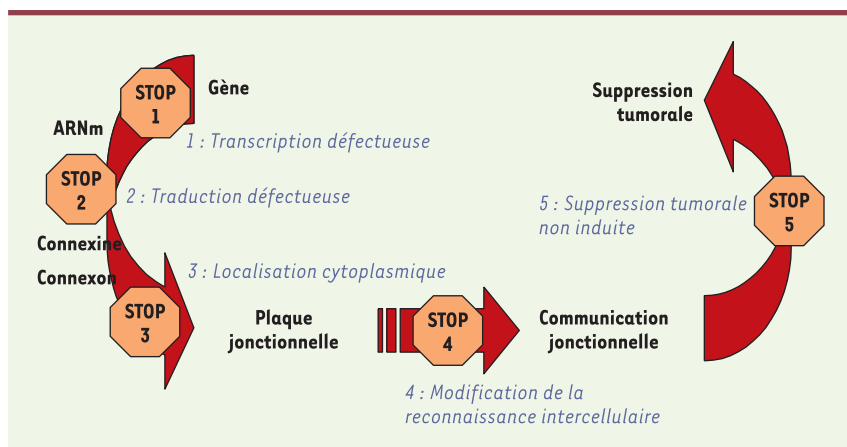 Gène
STOP
1
1 : Transcription défectueuse
ARNm
STOP
2
2 : Traduction défectueuse
Connexine
Connexon
3 : Localisation cytoplasmique
STOP
3
Plaque
jonctionnelle
STOP
4
4 : Modification de la
reconnaissance intercellulaire
Communication
jonctionnelle
5 : Suppression tumorale
non induite
STOP
5
Suppression
tumorale